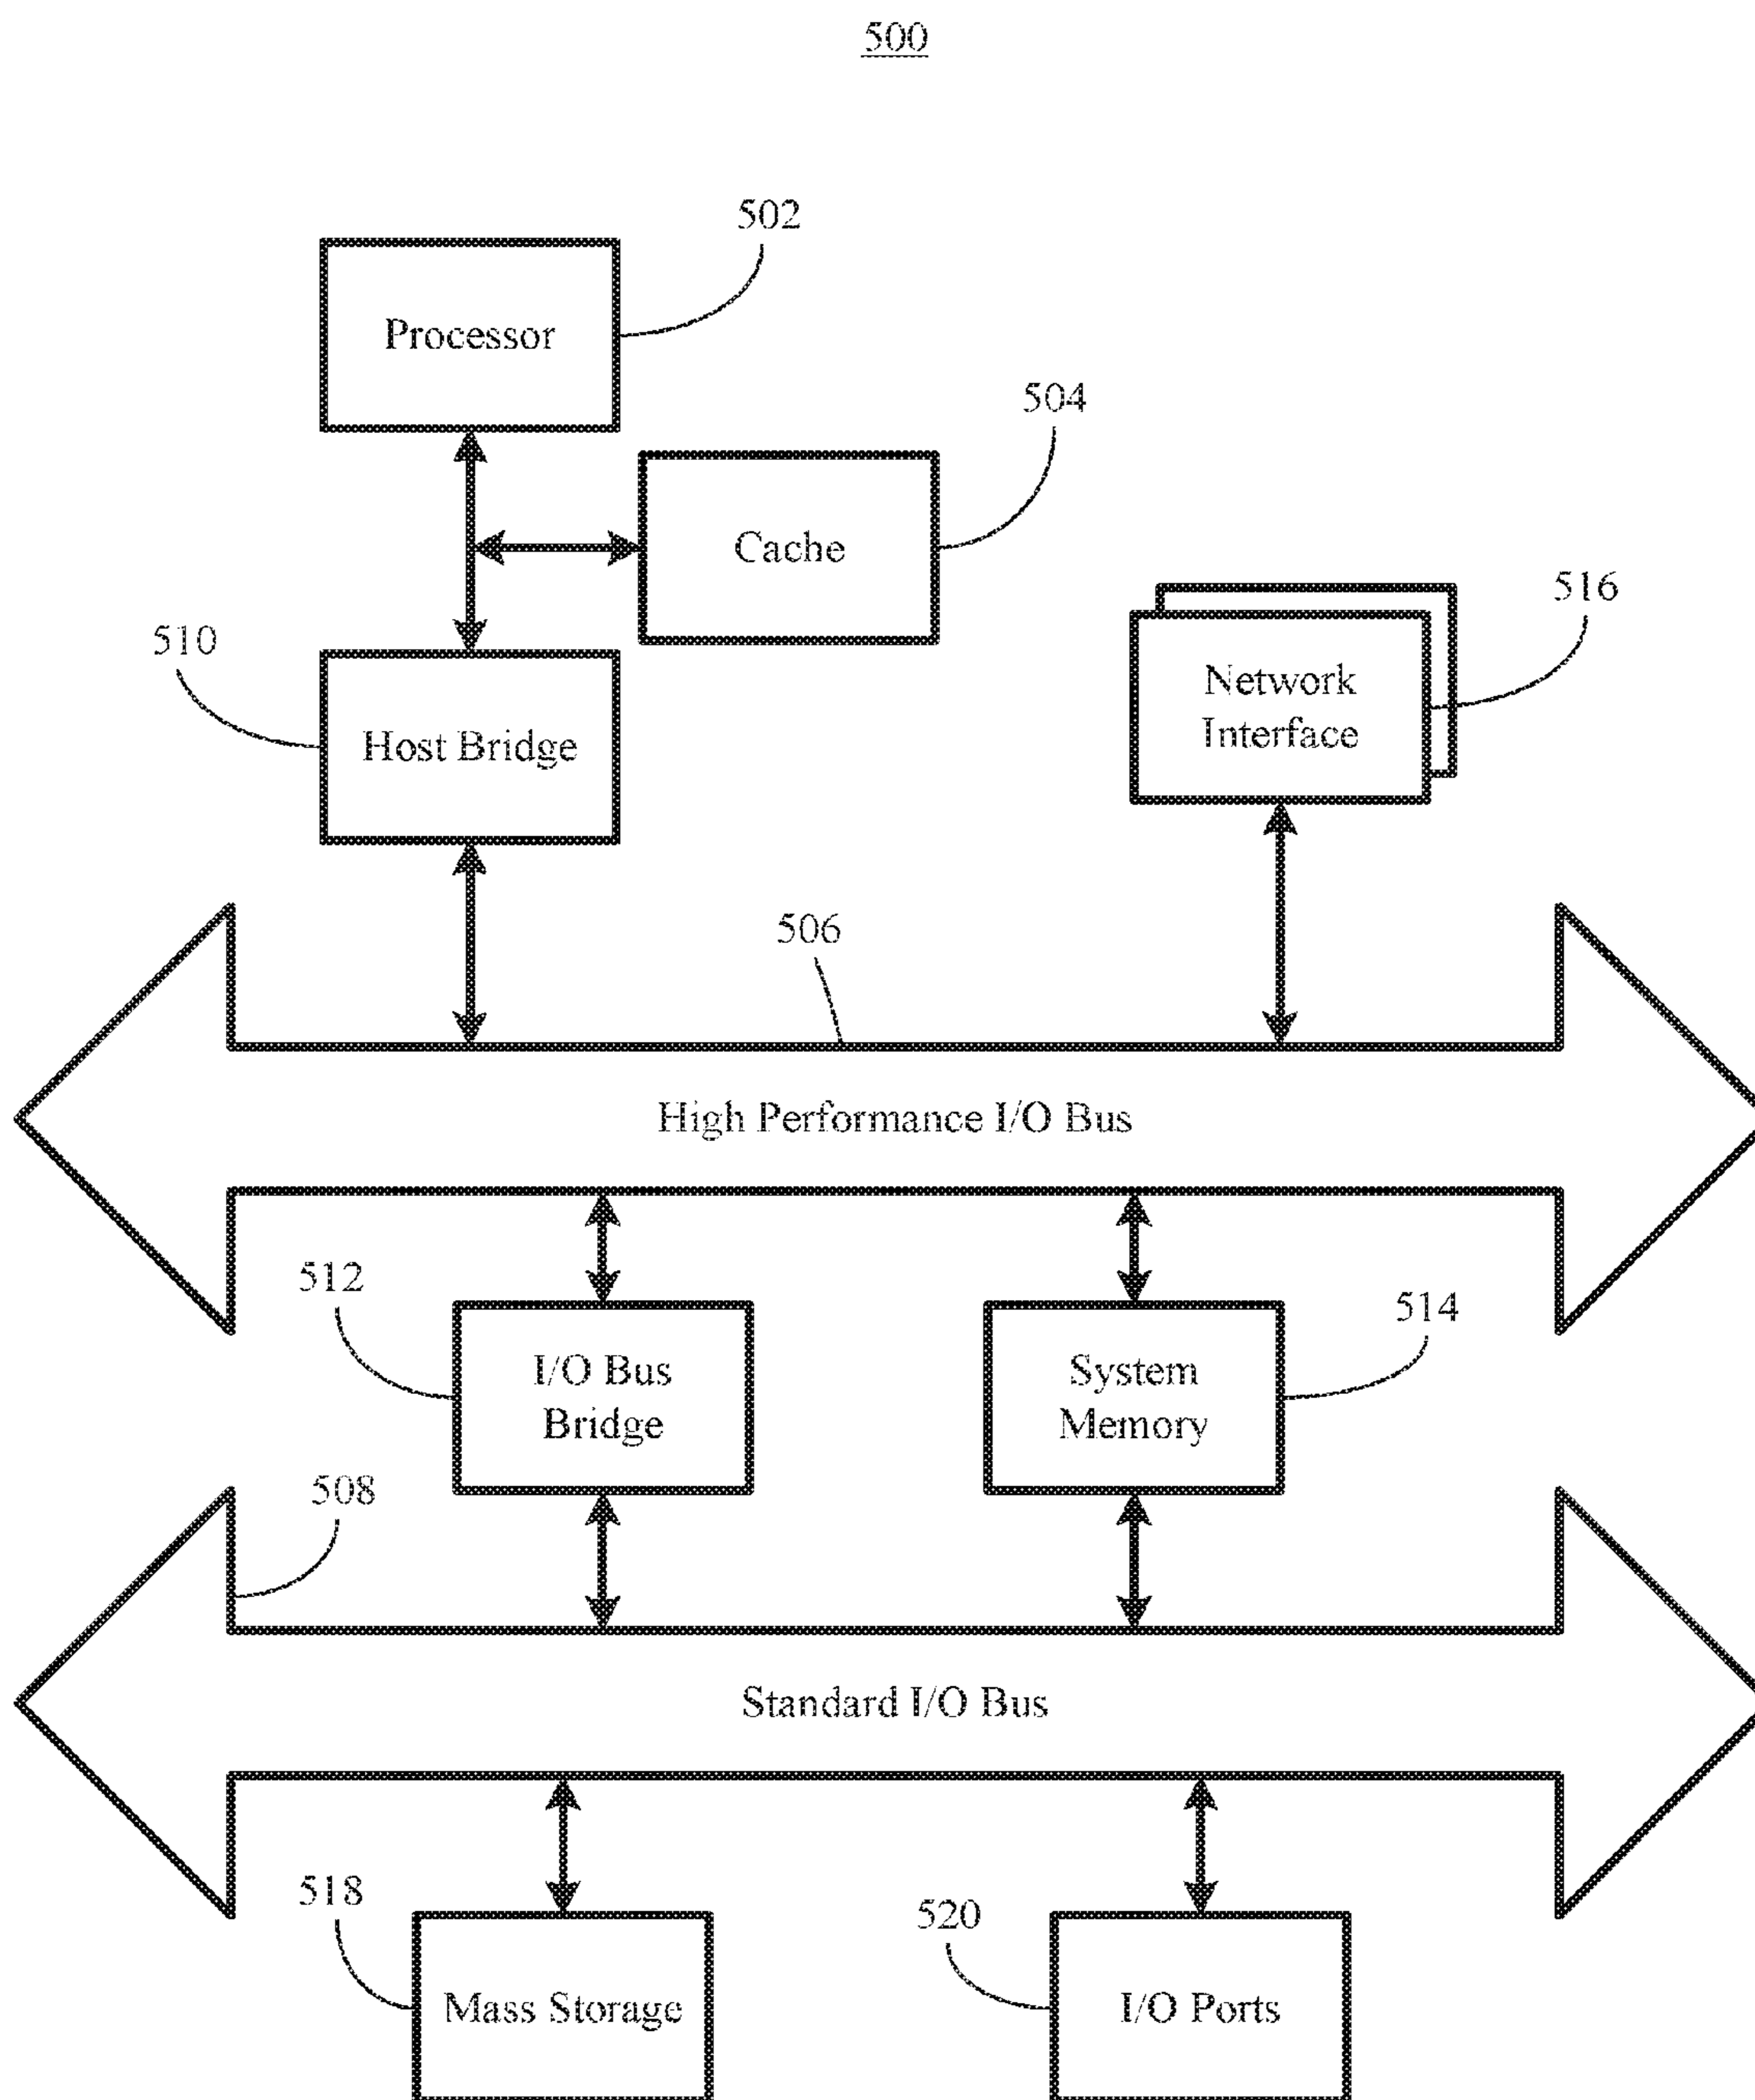 500
502
Processor
504
Cache
516
510
Network
Interface
Host Bridge
506
High Performance I/O Bus
512
514
I/O Bus
Bridge
System
Memory
508
Standard I/O Bus
518
520
Mass Storage
I/O Ports